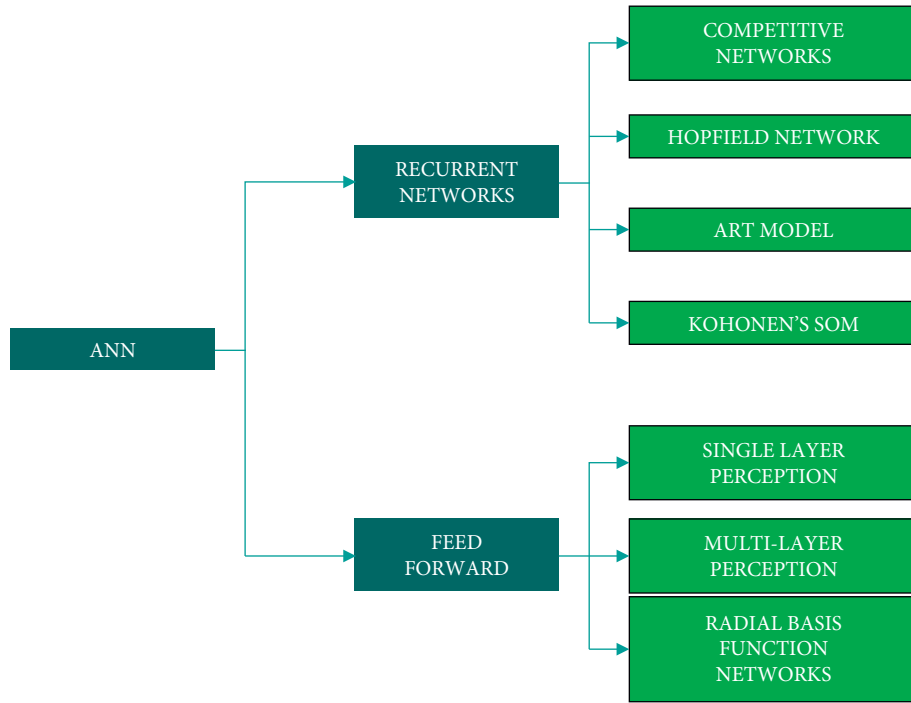 COMPETITIVE
NETWORKS
HOPFIELD NETWORK
RECURRENT
NETWORKS
ART MODEL
KOHONEN'S SOM
ANN
SINGLE LAYER
PERCEPTION
FEED
FORWARD
MULTI-LAYER
PERCEPTION
RADIAL BASIS
FUNCTION
NETWORKS